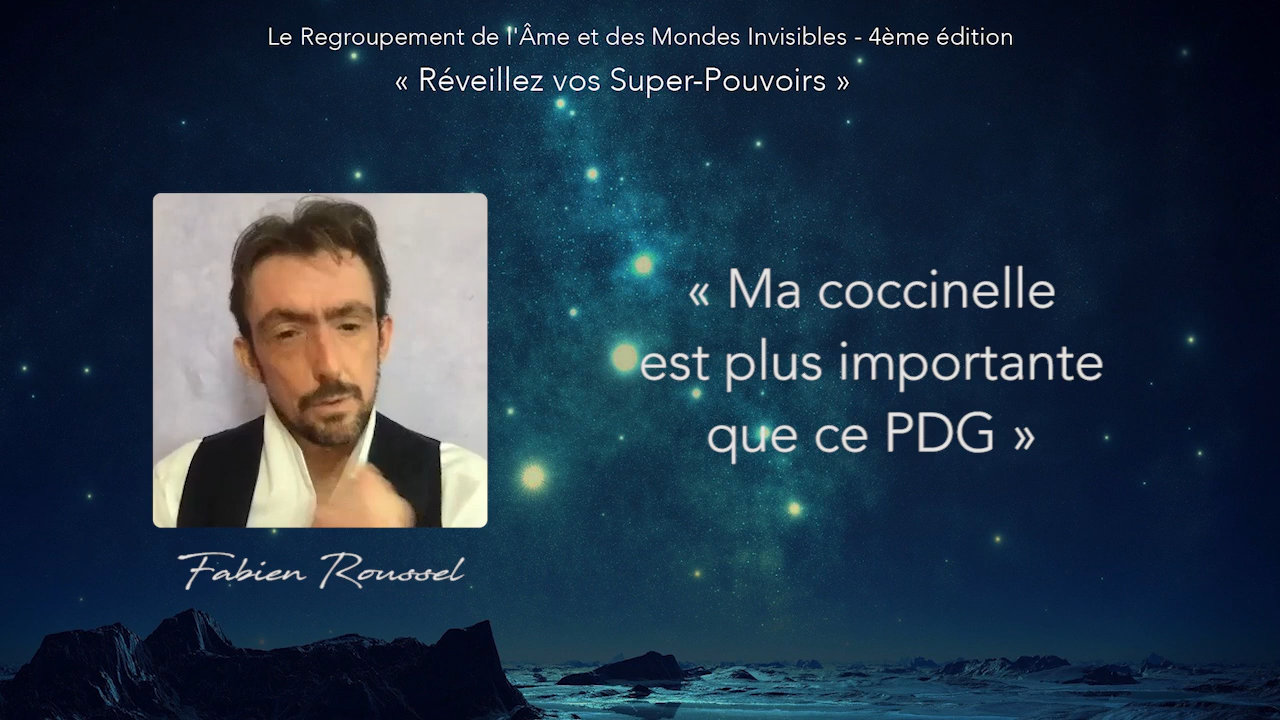 Le Regroupement de l'Âme et des Mondes Invisibles - 4ème édition
« Réveillez vos Super-Pouvoirs »
« Ma coccinelle
est plus importante
que ce PDG »
Fabien Roussel